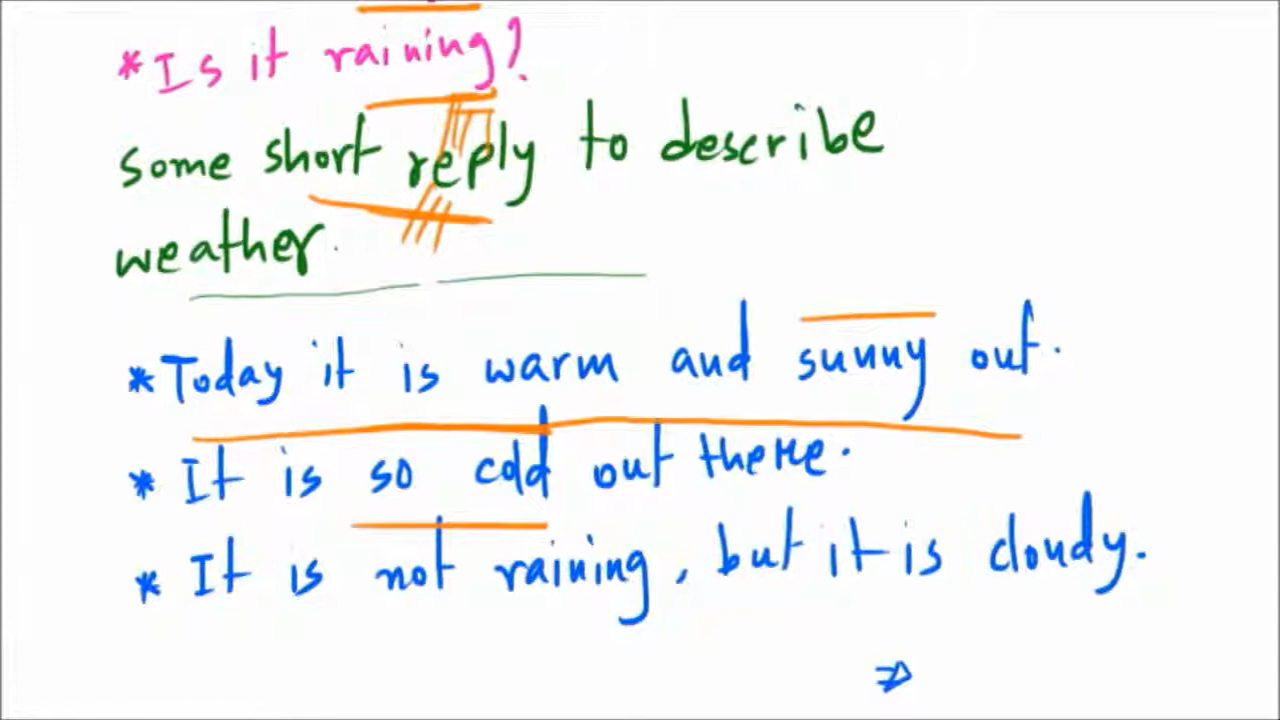 *Is it raining?
some short reply to describe
weather.
*Today it is warm and sunny out.
* It is so cold out there.
* It is not raining, but it is cloudy.